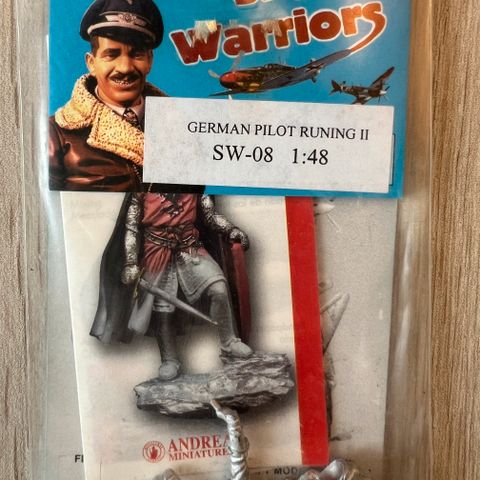 Warriors
GERMAN PILOT RUNING II
SW-08 1:48
ANDREA
MINIATURES